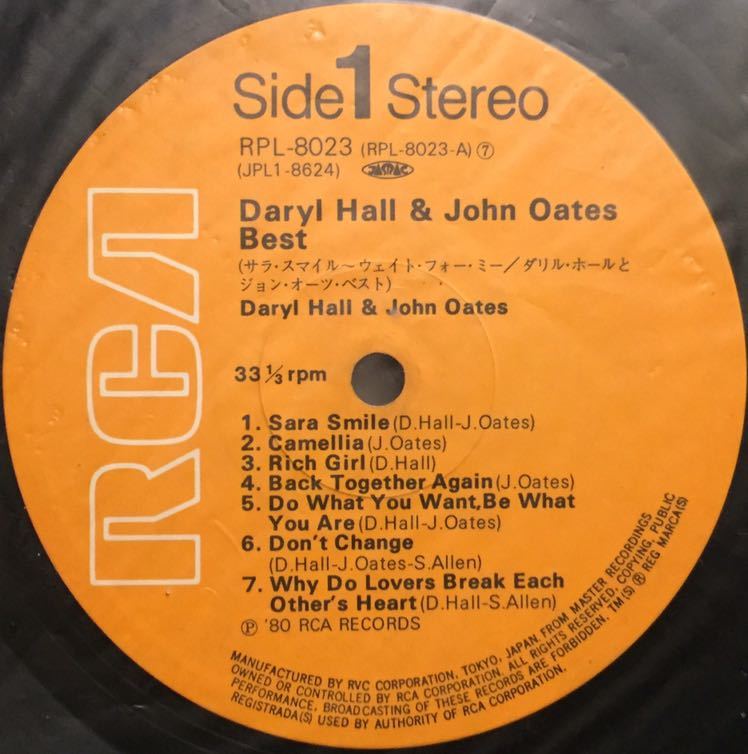 Side 1 Stereo
RPL-8023 (RPL-8023-A) ⑦
(JPL1-8624) JASRAC
Daryl Hall & John Oates
Best
(サラ・スマイル〜ウェイト・フォー・ミー/ダリル・ホールと
ジョン・オーツ・ベスト)
Daryl Hall & John Oates
RCA
33 1/3 rpm
1. Sara Smile (D.Hall-J.Oates)
2. Camellia (J.Oates)
3. Rich Girl (D.Hall)
4. Back Together Again (J.Oates)
5. Do What You Want, Be What
You Are (D.Hall-J.Oates)
6. Don't Change
(D.Hall-J.Oates-S.Allen)
7. Why Do Lovers Break Each
Other's Heart (D.Hall-S.Allen)
Ⓟ '80 RCA RECORDS
MANUFACTURED BY RVC CORPORATION, TOKYO, JAPAN, FROM MASTER RECORDINGS
OWNED OR CONTROLLED BY RCA CORPORATION. ALL RIGHTS RESERVED, COPYING, PUBLIC
PERFORMANCE, BROADCASTING OF THESE RECORDS ARE FORBIDDEN. TM(S) ® REG MARCA(S)
REGISTRADA(S) USED BY AUTHORITY OF RCA CORPORATION.